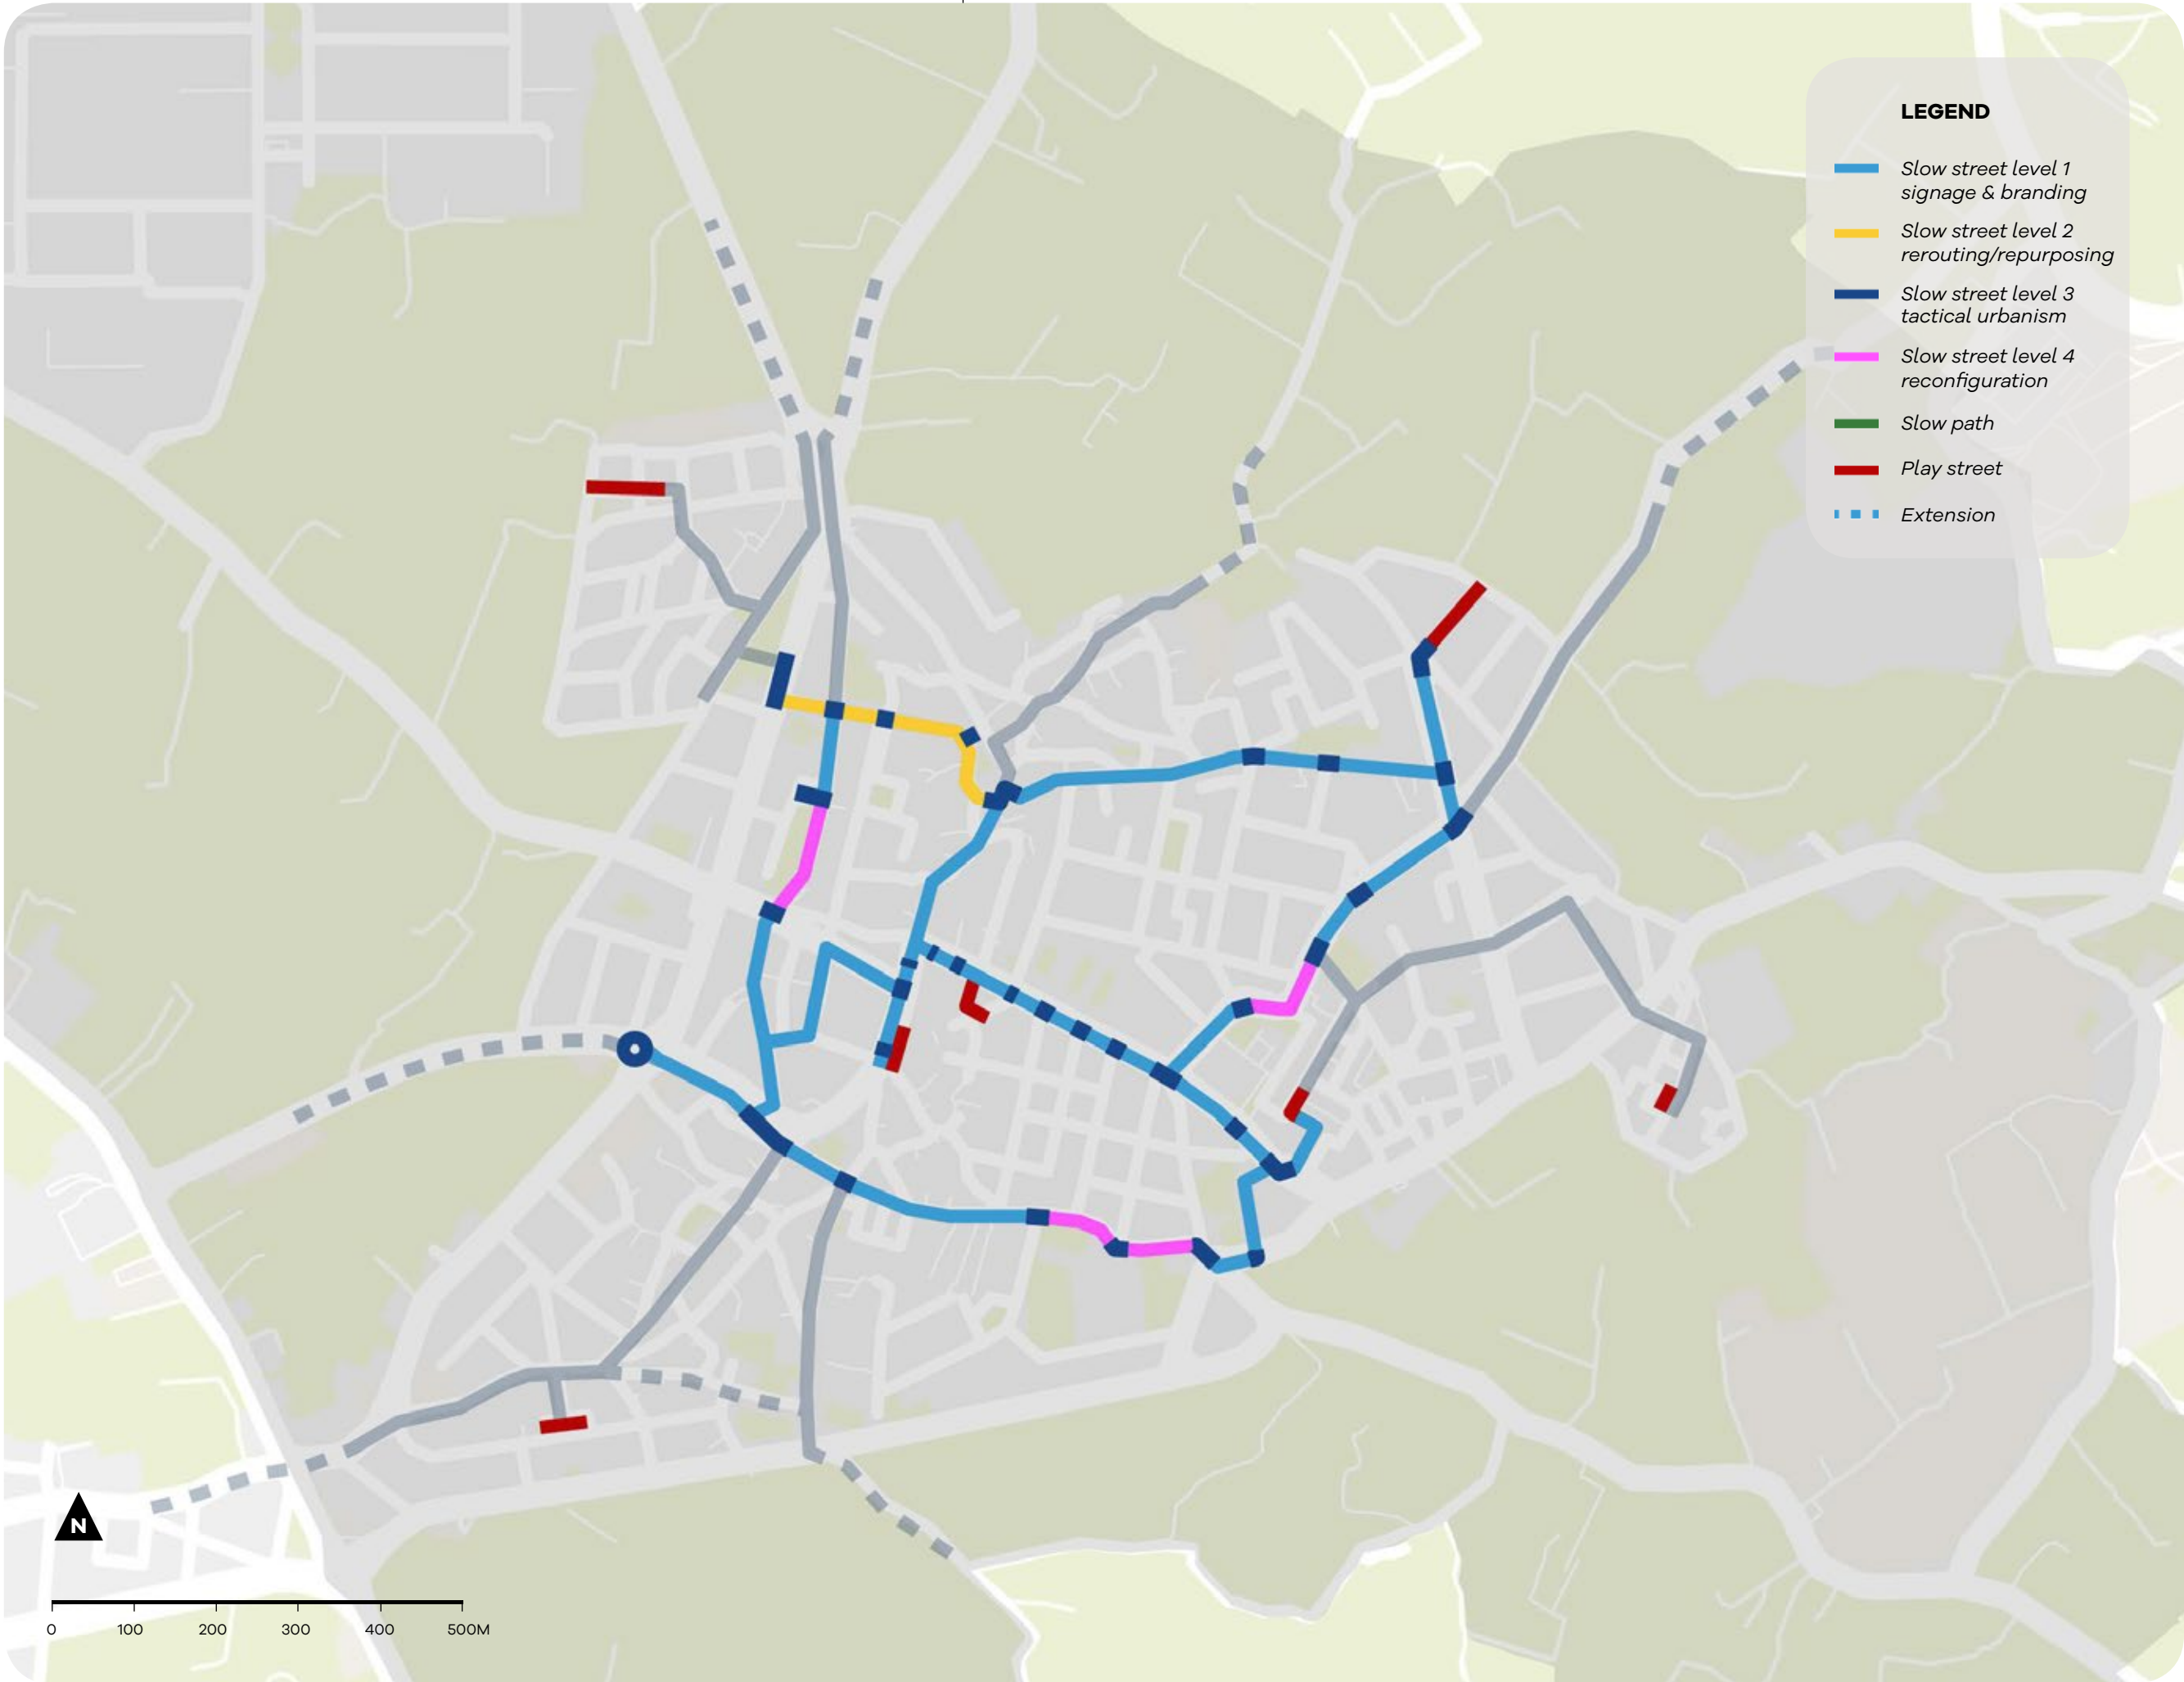 LEGEND
Slow street level 1
signage & branding
Slow street level 2
rerouting/repurposing
Slow street level 3
tactical urbanism
Slow street level 4
reconfiguration
Slow path
Play street
Extension
N
0 100 200 300 400 500M